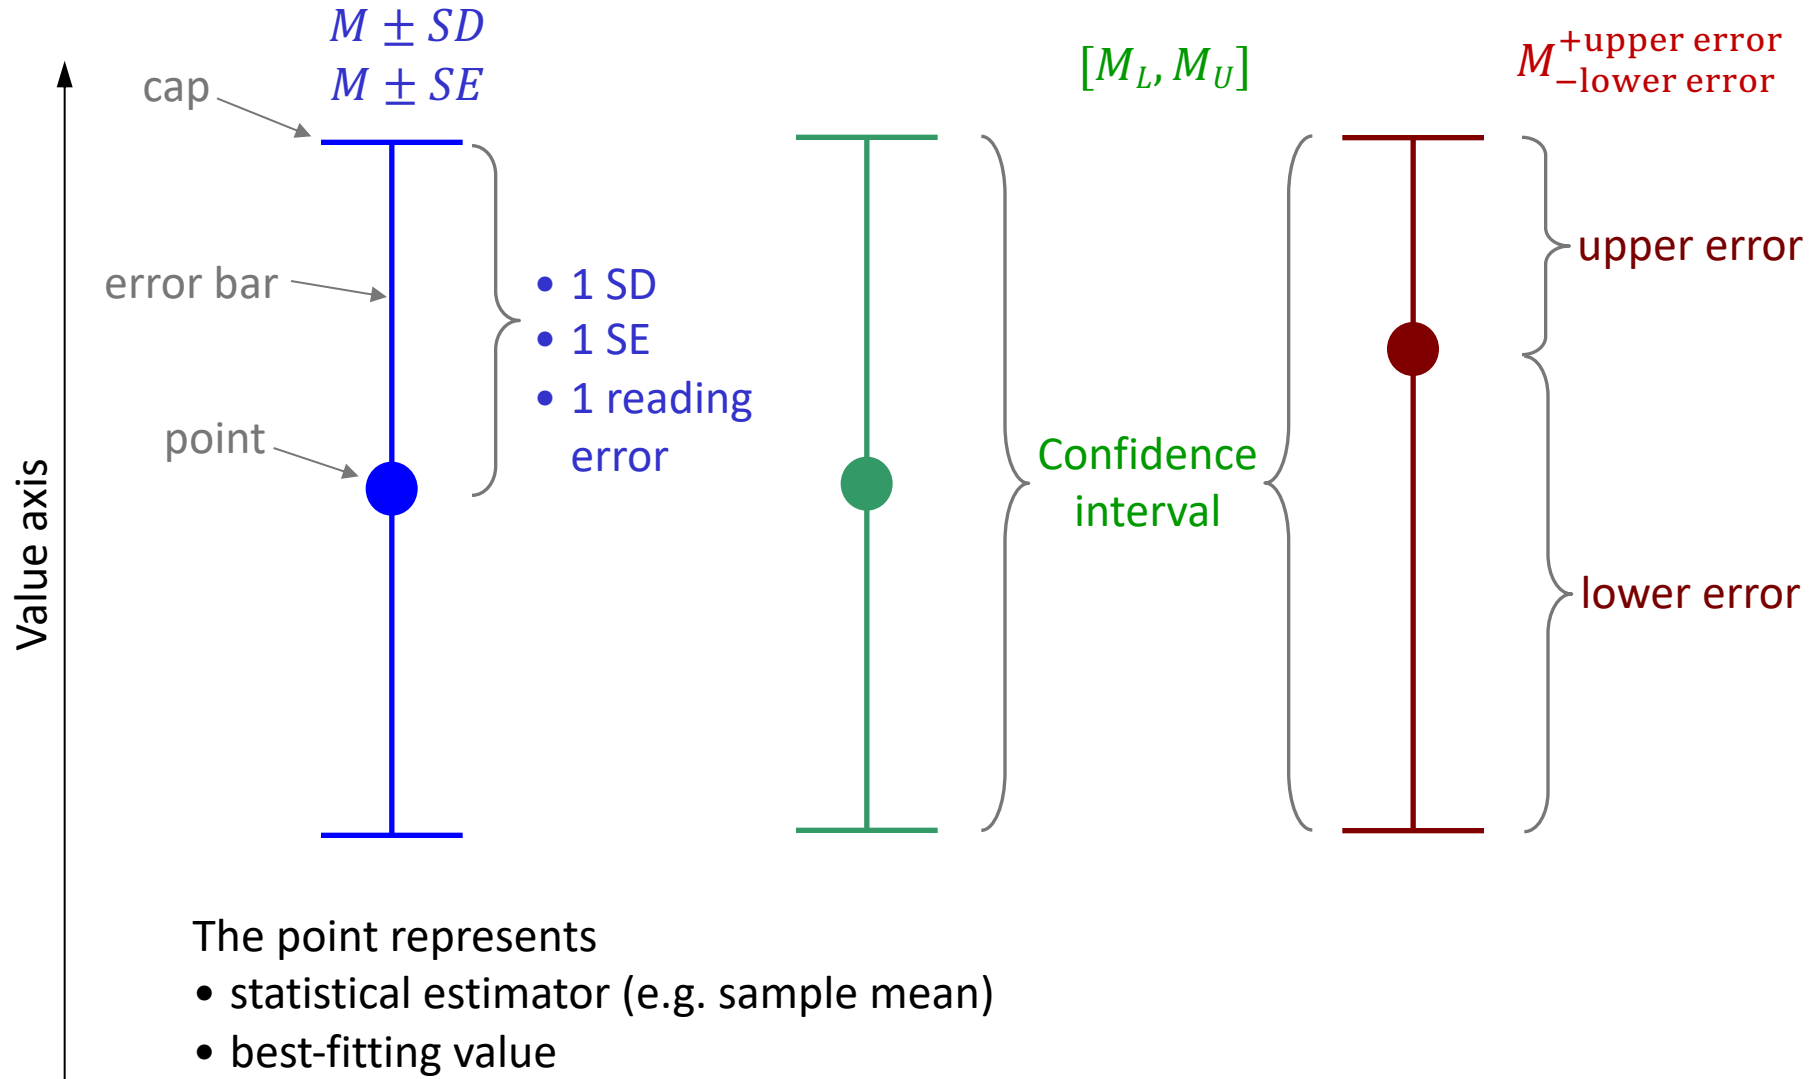 M ± SD
M ± SE
[M_L, M_U]
M^{+upper error}_{−lower error}
cap
error bar
point
• 1 SD
• 1 SE
• 1 reading
error
Confidence
interval
upper error
lower error
Value axis
The point represents
• statistical estimator (e.g. sample mean)
• best-fitting value